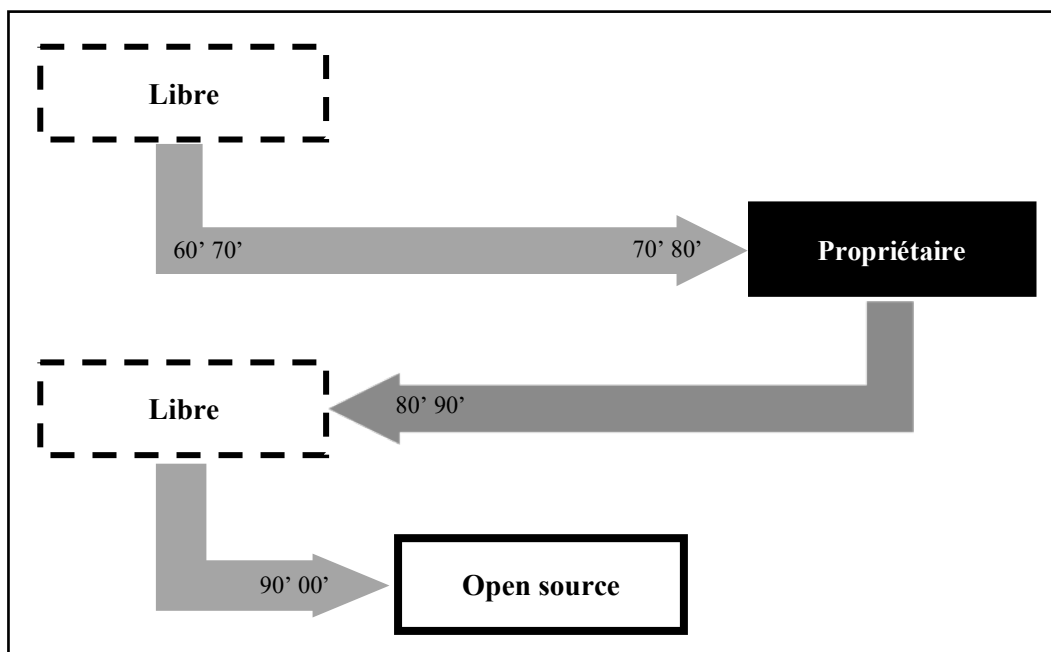 Libre
60’ 70’
70’ 80’
Propriétaire
Libre
80’ 90’
90’ 00’
Open source